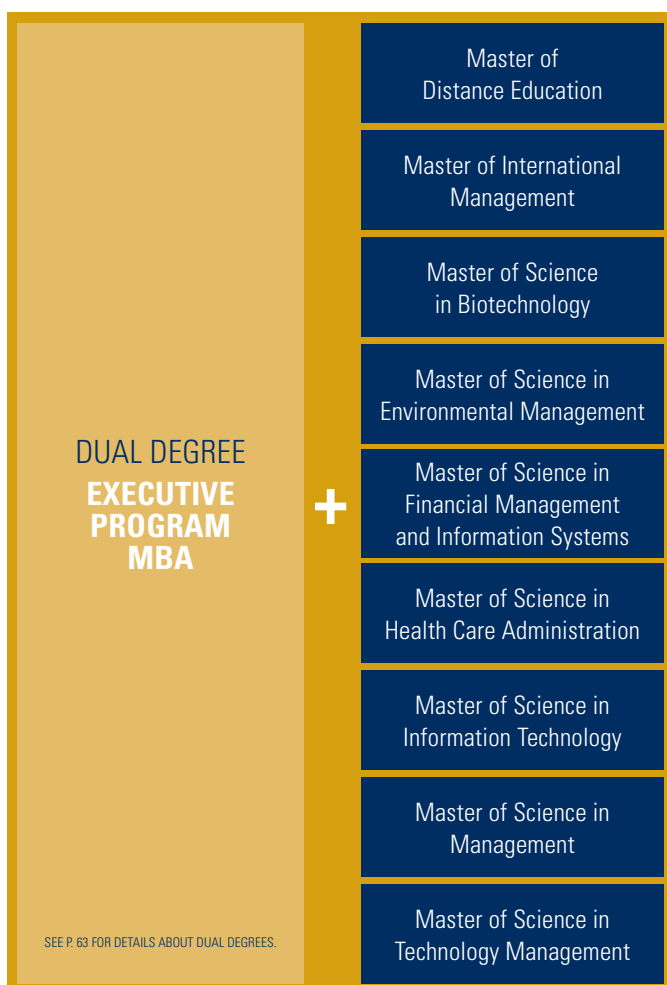 DUAL DEGREE
EXECUTIVE
PROGRAM
MBA
SEE P. 63 FOR DETAILS ABOUT DUAL DEGREES.
+
Master of
Distance Education
Master of International
Management
Master of Science
in Biotechnology
Master of Science in
Environmental Management
Master of Science in
Financial Management
and Information Systems
Master of Science in
Health Care Administration
Master of Science in
Information Technology
Master of Science in
Management
Master of Science in
Technology Management